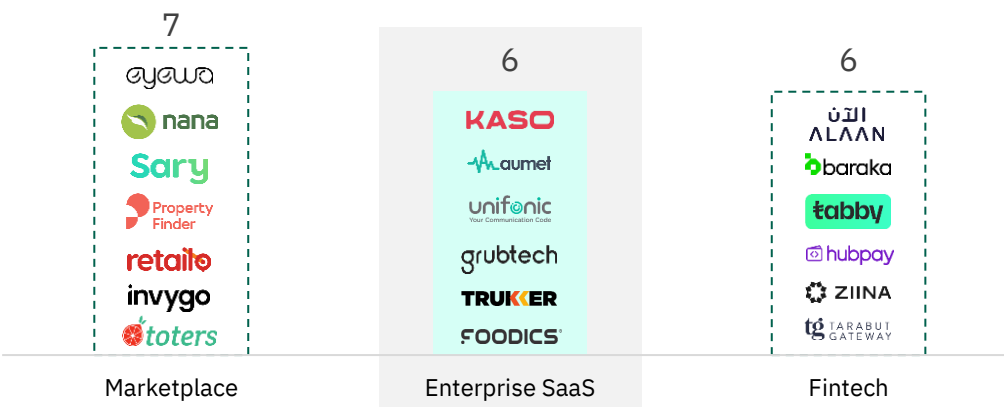 7
eyewa
nana
Sary
Property
Finder
retailo
invygo
toters
Marketplace
6
KASO
aumet
unifonic
Your Communication Code
grubtech
TRUKKER
FOODICS
Enterprise SaaS
6
الآن
ALAAN
baraka
tabby
hubpay
ZIINA
tg TARABUT
GATEWAY
Fintech